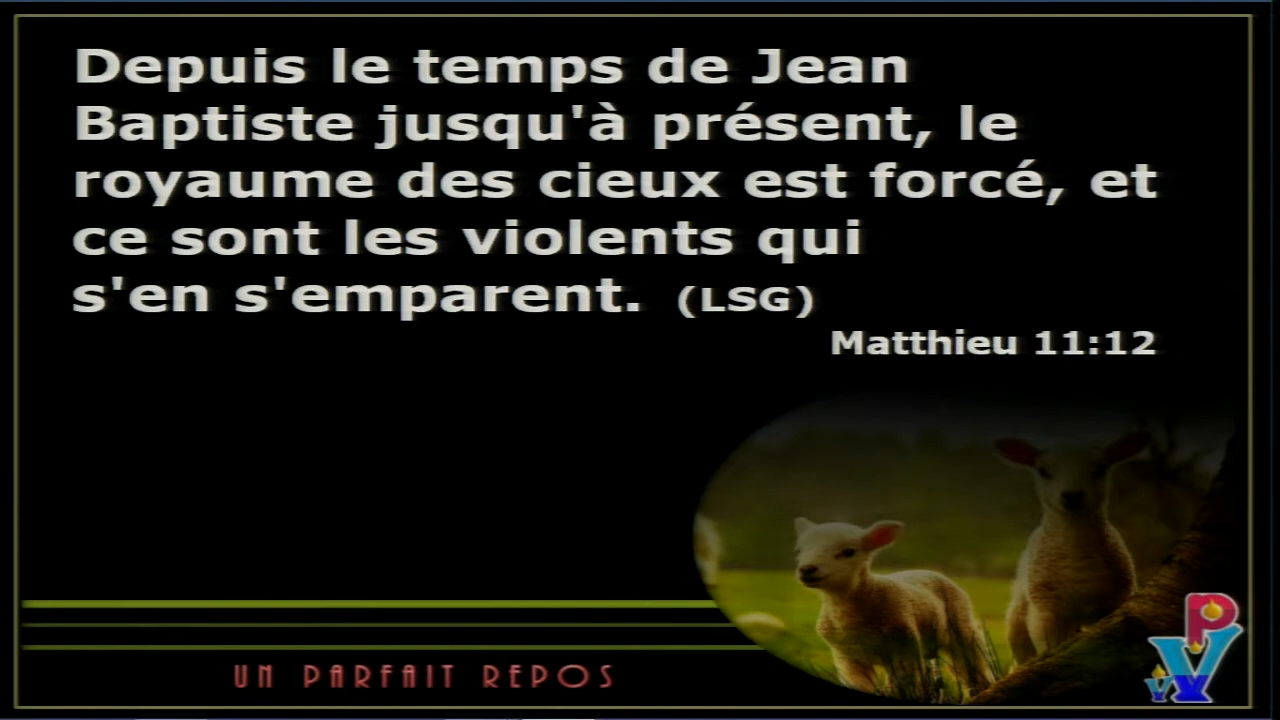 Depuis le temps de Jean
Baptiste jusqu'à présent, le
royaume des cieux est forcé, et
ce sont les violents qui
s'en s'emparent. (LSG)
Matthieu 11:12
UN PARFAIT REPOS